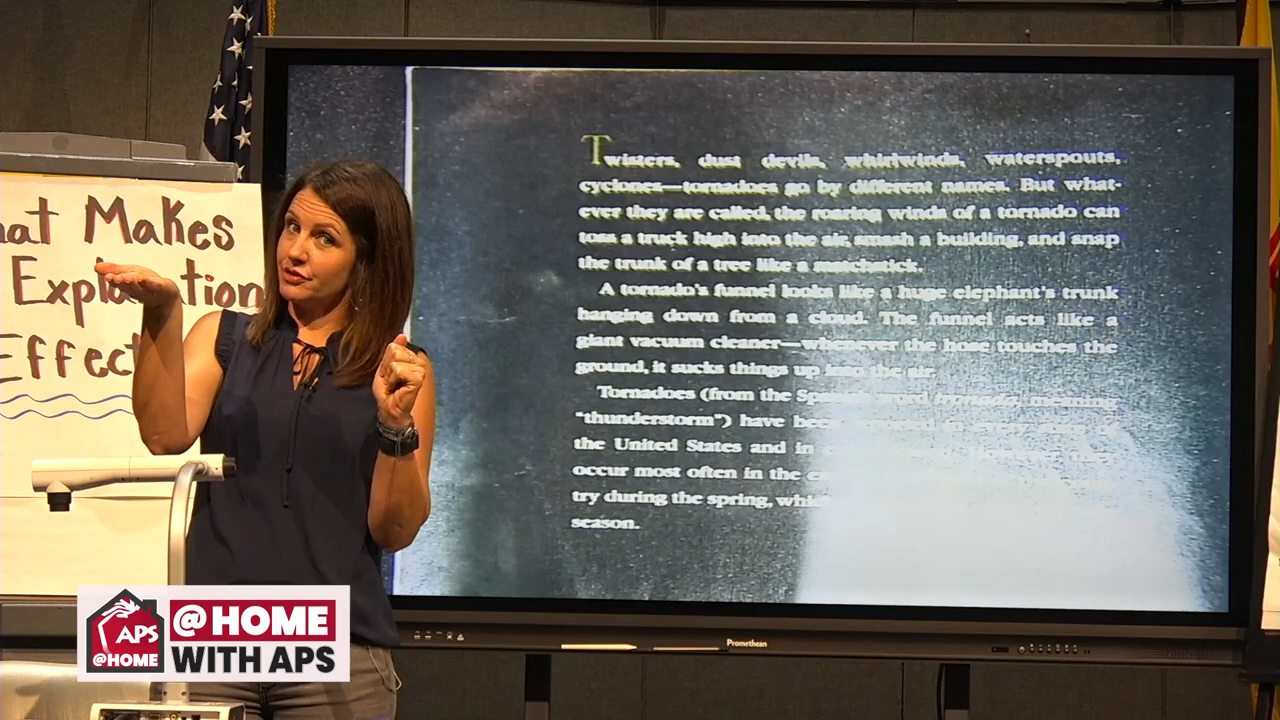 at Makes
Expla ation
Effect
Twisters, dust devils, whirlwinds, waterspouts,
cyclones—tornadoes go by different names. But what-
ever they are called, the roaring winds of a tornado can
toss a truck high into the air, smash a building, and snap
the trunk of a tree like a matchstick.
A tornado's funnel looks like a huge elephant's trunk
hanging down from a cloud. The funnel acts like a
giant vacuum cleaner—whenever the hose touches the
ground, it sucks things up into the air.
Tornadoes (from the Spanish word tronada, meaning
"thunderstorm") have been
the United States and in
occur most often in the
try during the spring,
season.
Promethean
APS
@HOME
@HOME
WITH APS